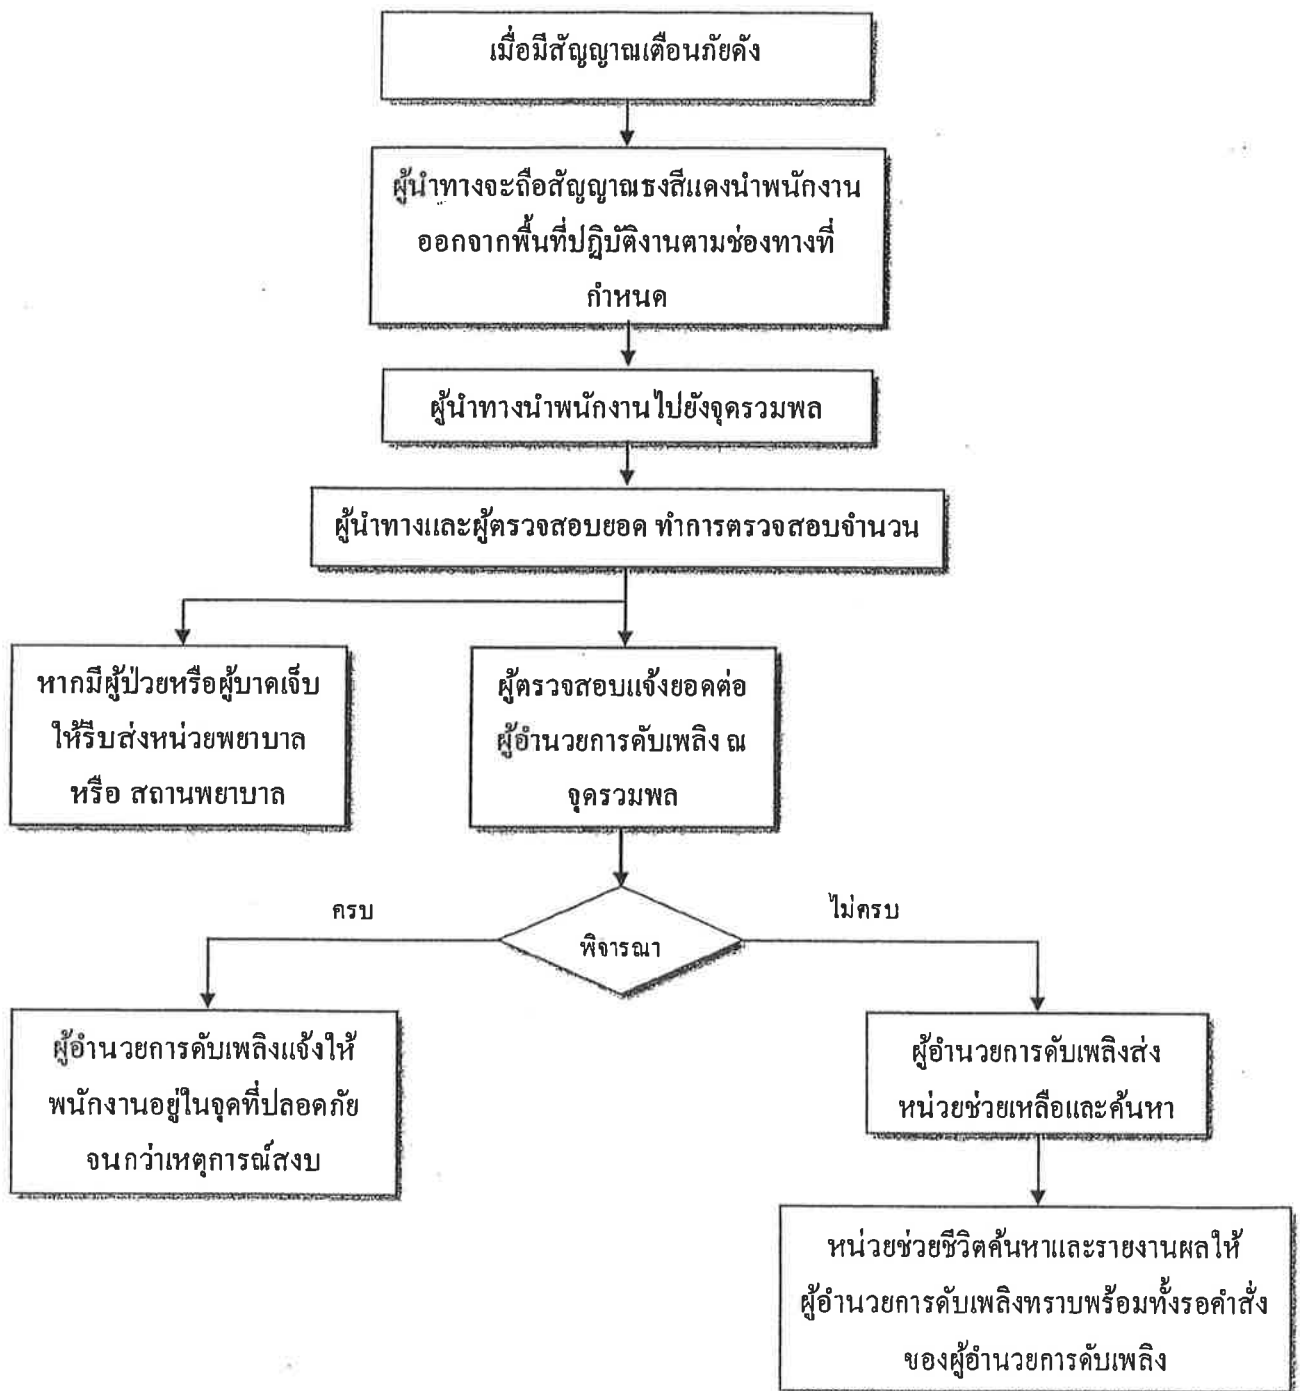 เมื่อมีสัญญาณเตือนภัยดัง
ผู้นำทางจะถือสัญญาณธงสีแดงนำพนักงาน
ออกจากพื้นที่ปฏิบัติงานตามช่องทางที่
กำหนด
ผู้นำทางนำพนักงานไปยังจุดรวมพล
ผู้นำทางและผู้ตรวจสอบยอด ทำการตรวจสอบจำนวน
หากมีผู้ป่วยหรือผู้บาดเจ็บ
ให้รีบส่งหน่วยพยาบาล
หรือ สถานพยาบาล
ผู้ตรวจสอบแจ้งยอดต่อ
ผู้อำนวยการดับเพลิง ณ
จุดรวมพล
ครบ
พิจารณา
ไม่ครบ
ผู้อำนวยการดับเพลิงแจ้งให้
พนักงานอยู่ในจุดที่ปลอดภัย
จนกว่าเหตุการณ์สงบ
ผู้อำนวยการดับเพลิงส่ง
หน่วยช่วยเหลือและค้นหา
หน่วยช่วยชีวิตค้นหาและรายงานผลให้
ผู้อำนวยการดับเพลิงทราบพร้อมทั้งรอคำสั่ง
ของผู้อำนวยการดับเพลิง